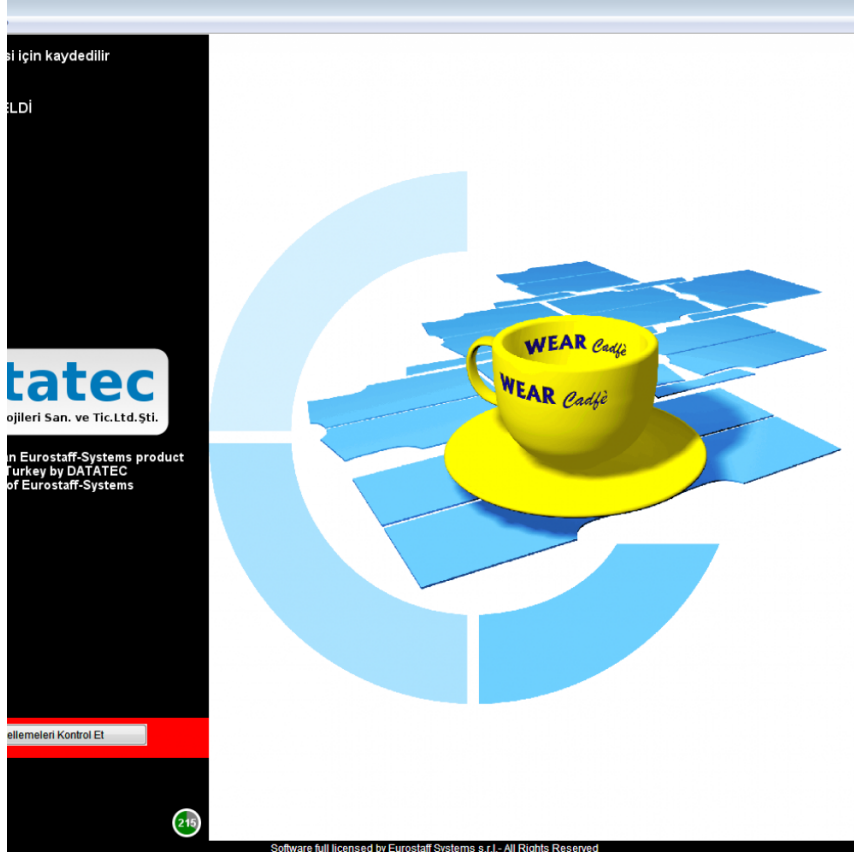 si için kaydedilir
ELDİ
tatec
ojileri San. ve Tic.Ltd.Şti.
n Eurostaff-Systems product
Turkey by DATATEC
of Eurostaff-Systems
WEAR Cadfè
WEAR Cadfè
ellemeleri Kontrol Et
215
Software full licensed by Eurostaff Systems s.r.l.- All Rights Reserved